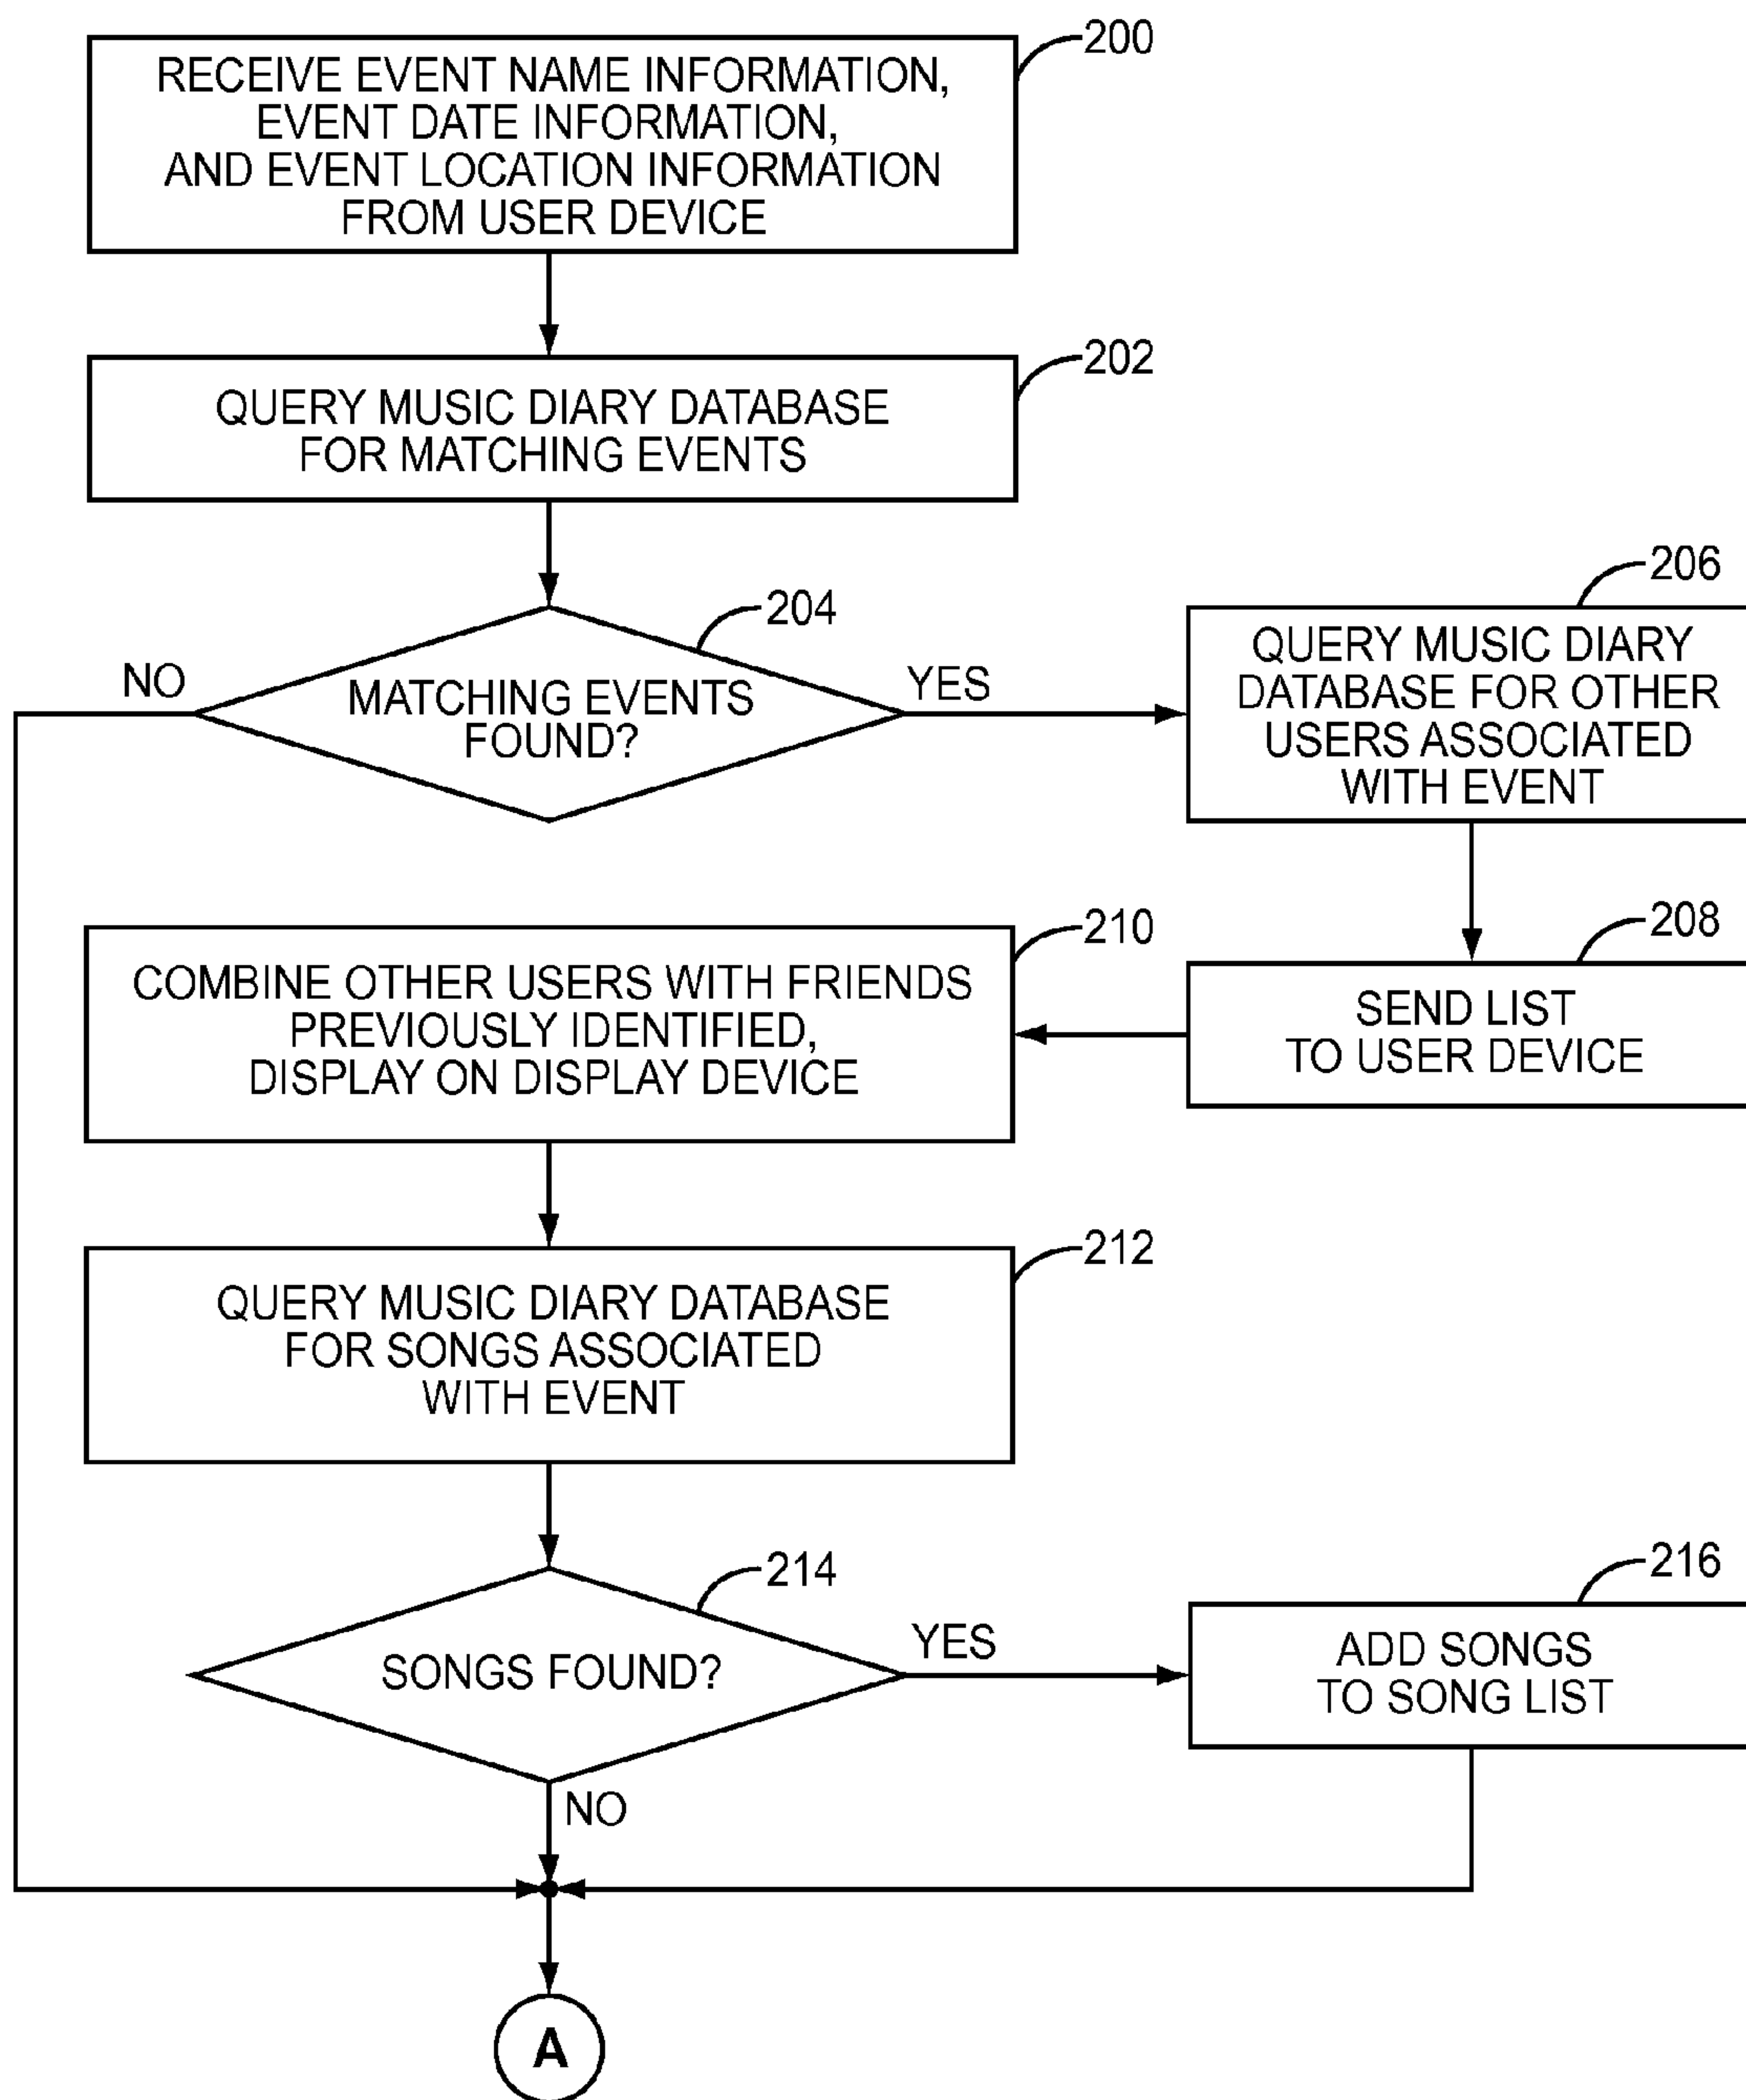 200
RECEIVE EVENT NAME INFORMATION,
EVENT DATE INFORMATION,
AND EVENT LOCATION INFORMATION
FROM USER DEVICE
202
QUERY MUSIC DIARY DATABASE
FOR MATCHING EVENTS
204
MATCHING EVENTS
FOUND?
NO
YES
206
QUERY MUSIC DIARY
DATABASE FOR OTHER
USERS ASSOCIATED
WITH EVENT
208
SEND LIST
TO USER DEVICE
210
COMBINE OTHER USERS WITH FRIENDS
PREVIOUSLY IDENTIFIED,
DISPLAY ON DISPLAY DEVICE
212
QUERY MUSIC DIARY DATABASE
FOR SONGS ASSOCIATED
WITH EVENT
214
SONGS FOUND?
YES
216
ADD SONGS
TO SONG LIST
NO
A